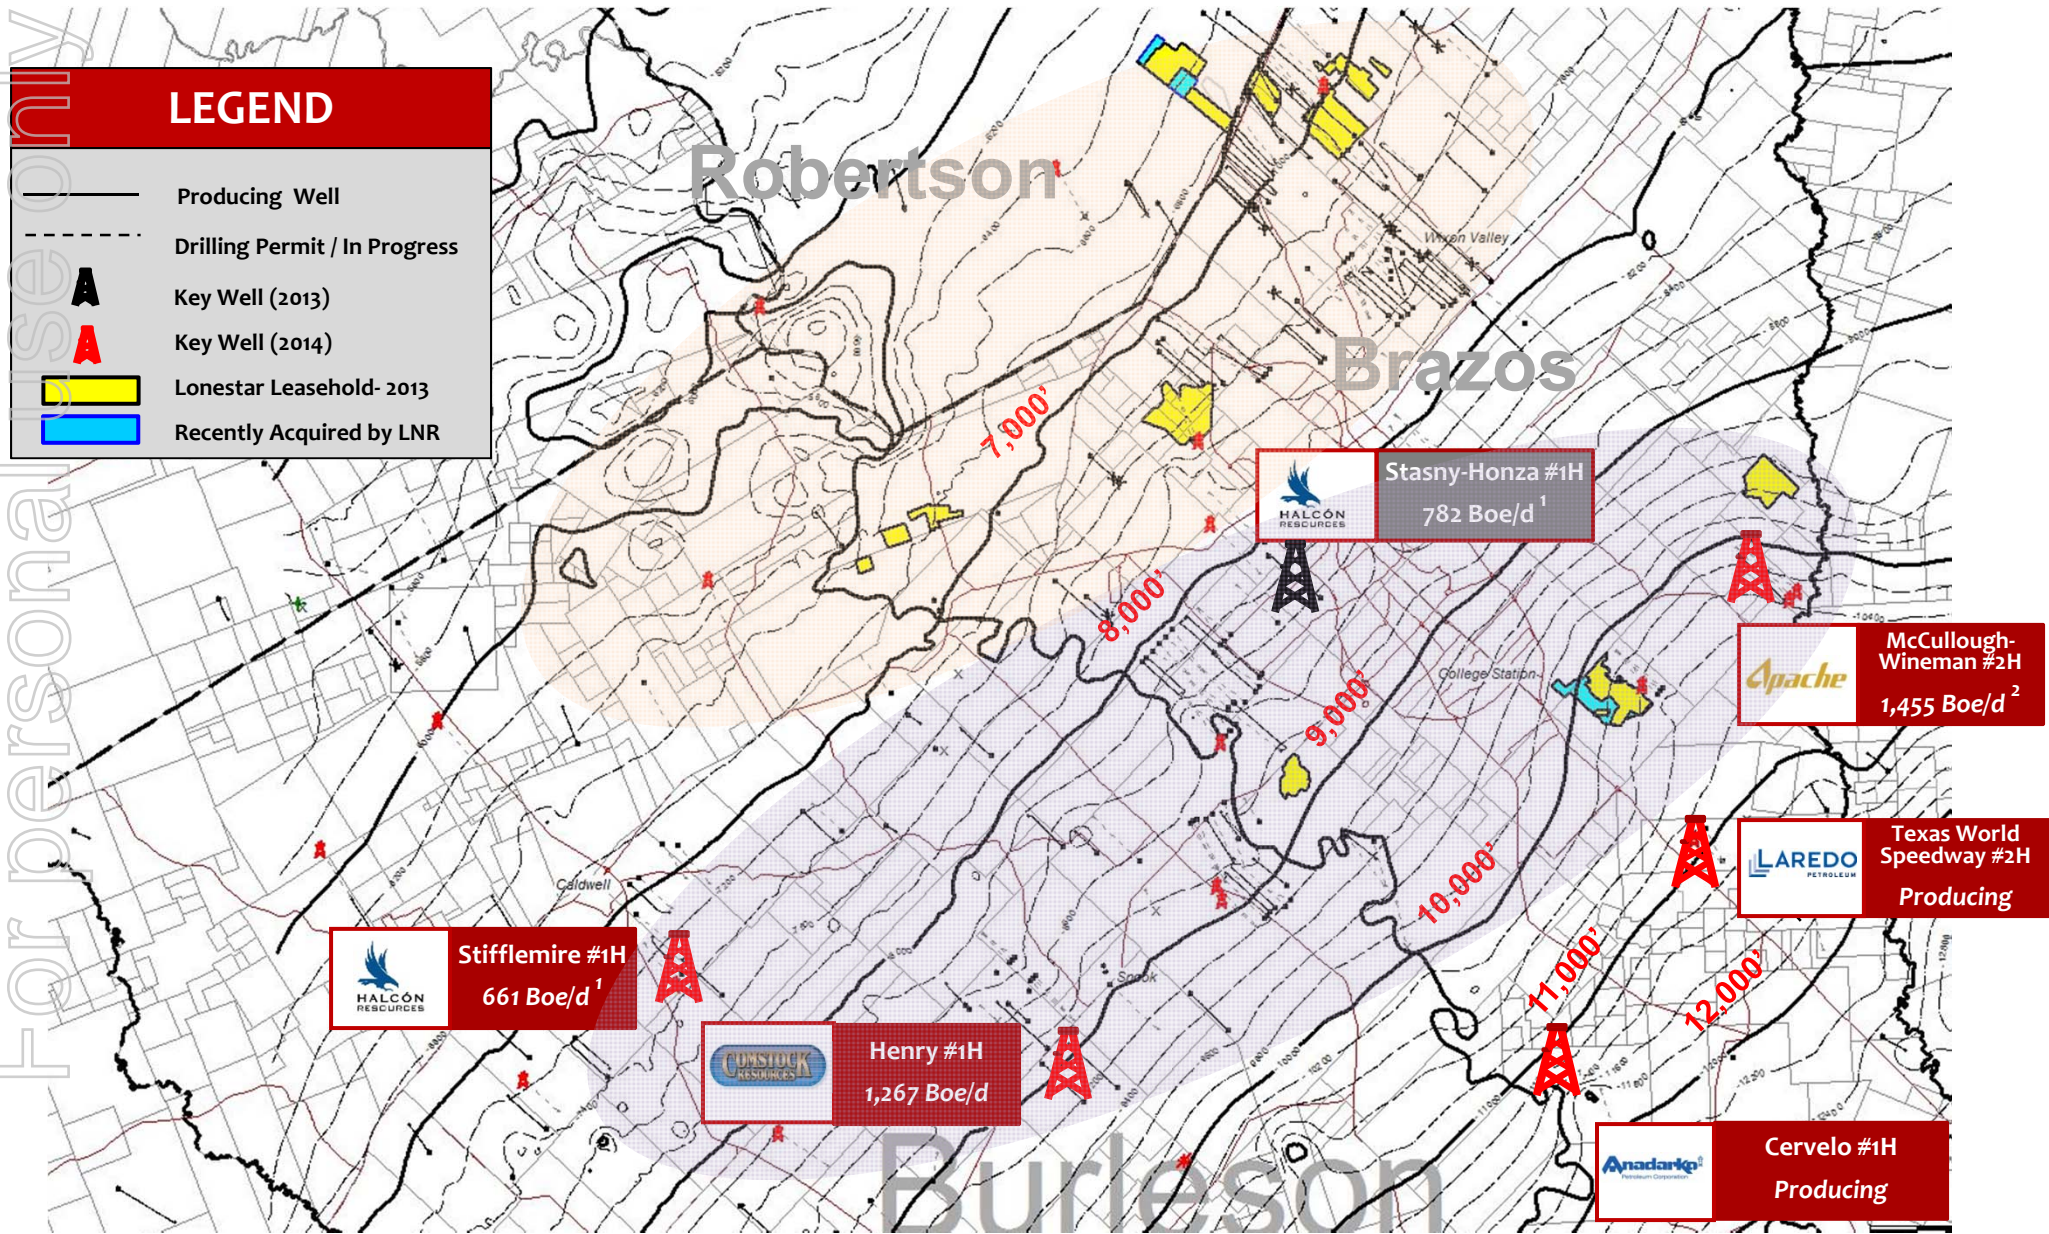 For personal use only
LEGEND
Producing Well
Drilling Permit / In Progress
Key Well (2013)
Key Well (2014)
Lonestar Leasehold- 2013
Recently Acquired by LNR
Robertson
Wixon Valley
Brazos
7,000'
HALCÓN
RESOURCES
Stasny-Honza #1H
782 Boe/d 1
8,000'
College Station
9,000'
Apache
McCullough-
Wineman #2H
1,455 Boe/d 2
LAREDO
PETROLEUM
Texas World
Speedway #2H
Producing
10,000'
Caldwell
HALCÓN
RESOURCES
Stifflemire #1H
661 Boe/d 1
Snook
11,000'
12,000'
COMSTOCK
RESOURCES
Henry #1H
1,267 Boe/d
Anadarko
Petroleum Corporation
Cervelo #1H
Producing
Burleson